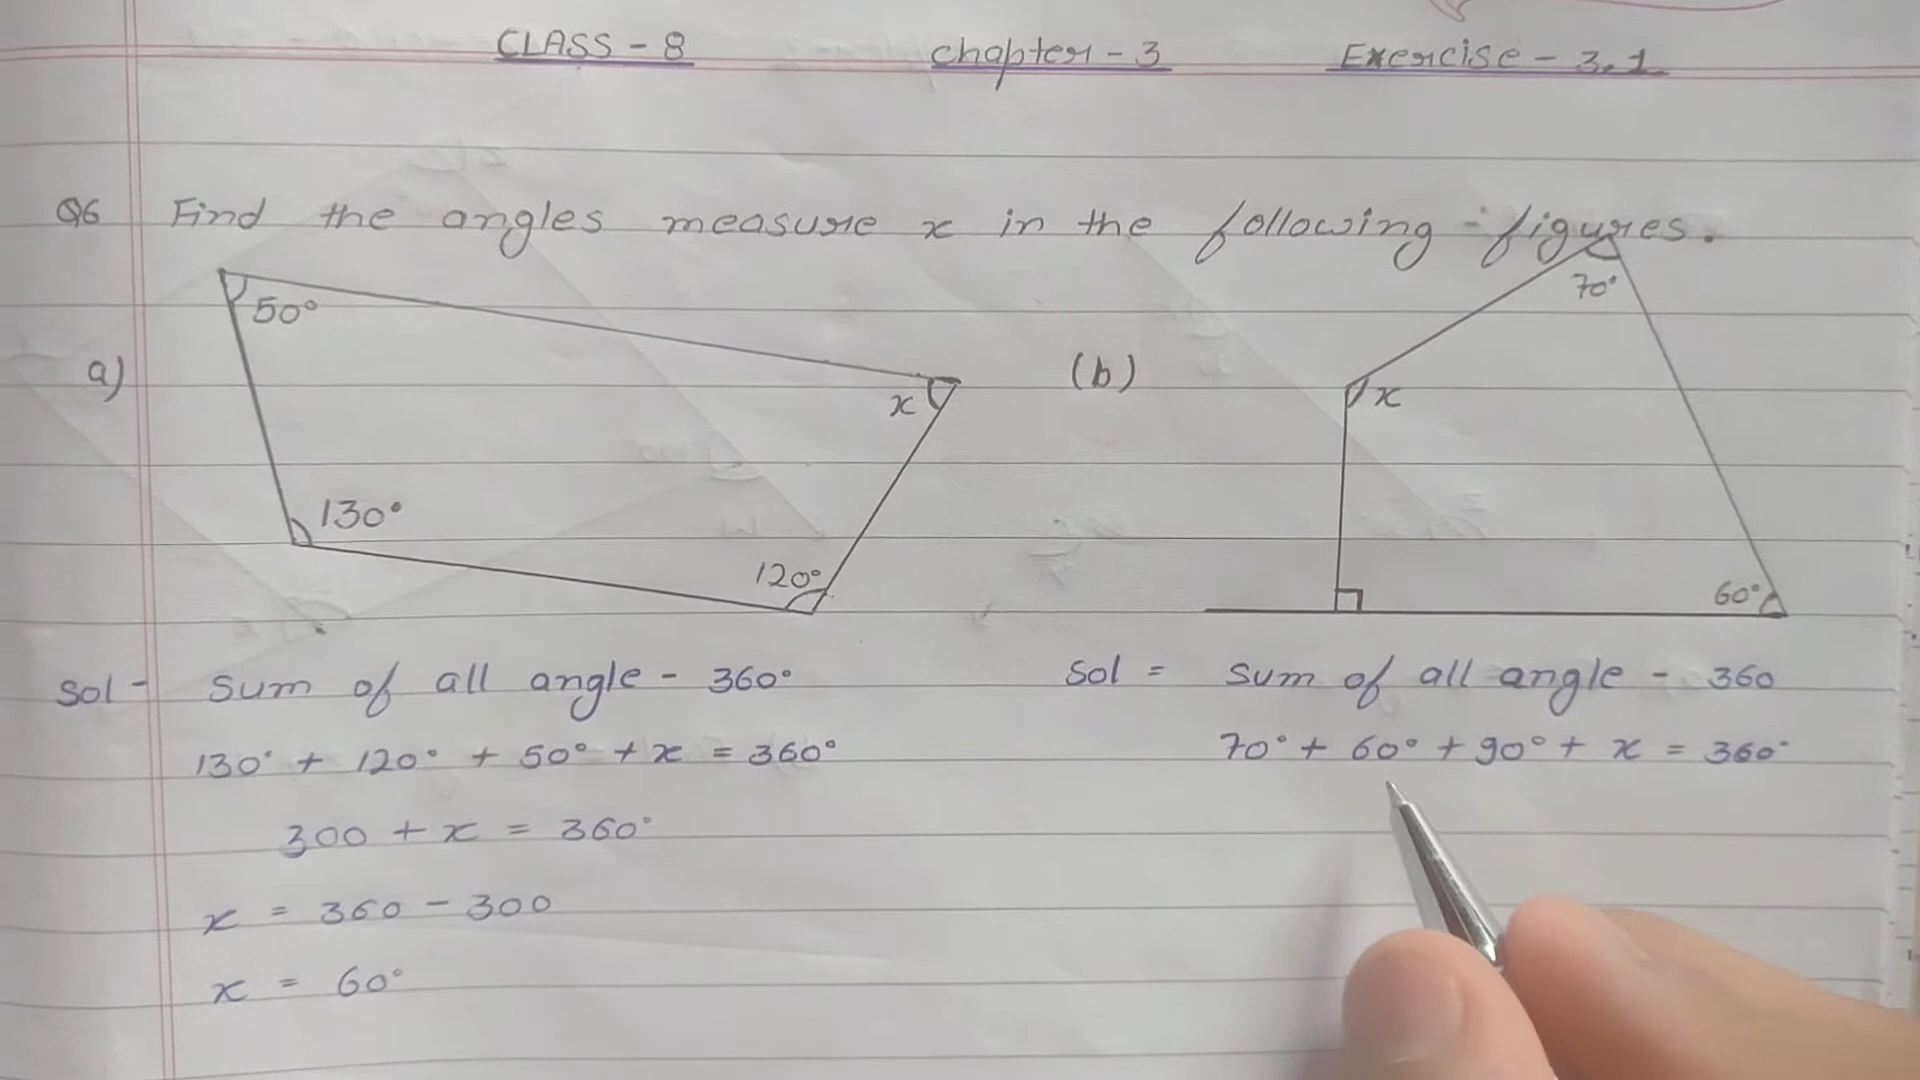 CLASS - 8 Chapter - 3 Exercise - 3.1
Q6 Find the angles measure x in the following figures.
a) 50° x 130° 120°
(b) 70° x 60°
Sol - Sum of all angle - 360°
130° + 120° + 50° + x = 360°
300 + x = 360°
x = 360 - 300
x = 60°
Sol = Sum of all angle - 360
70° + 60° + 90° + x = 360°